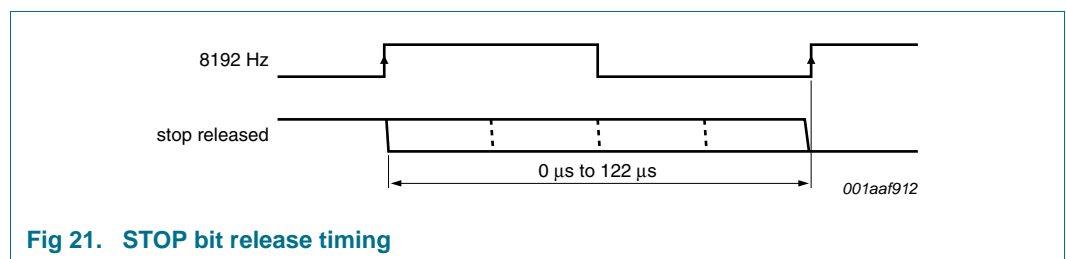 8192 Hz
stop released
0 μs to 122 μs
001aaf912
Fig 21. STOP bit release timing